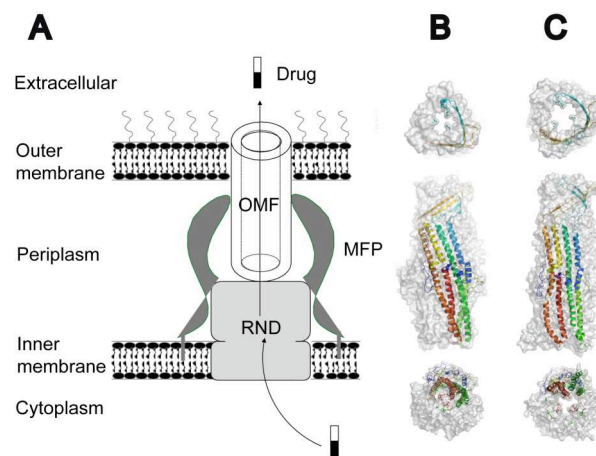 A
B
C
Extracellular
Drug
Outer
membrane
OMF
Periplasm
MFP
RND
Inner
membrane
Cytoplasm